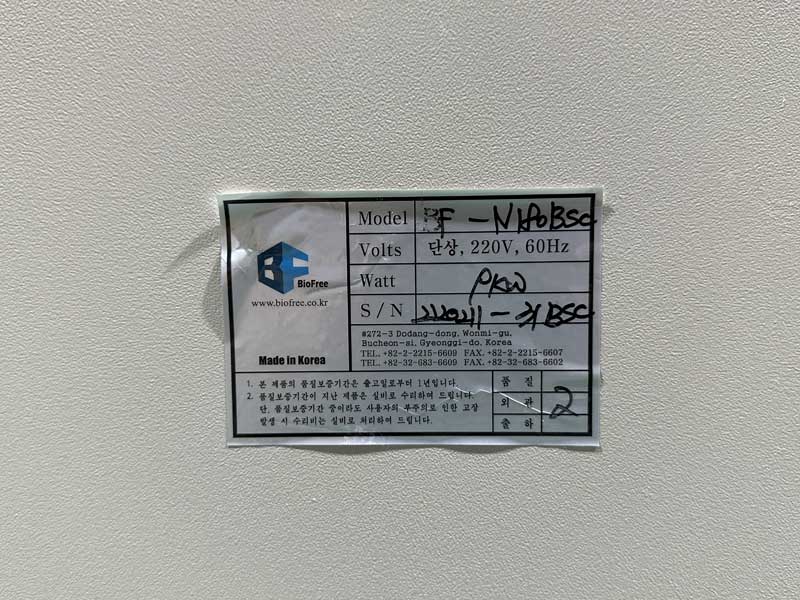 BF
BioFree
www.biofree.co.kr
Made in Korea
Model BF-N180BSC
Volts 단상, 220V, 60Hz
Watt
S/N
#272-3 Dodang-dong, Wonmi-gu,
Bucheon-si, Gyeonggi-do, Korea
TEL. +82-2-2215-6609 FAX. +82-2-2215-6607
TEL. +82-32-683-6609 FAX. +82-32-683-6602
1. 본 제품의 품질보증기간은 출고일로부터 1년입니다.
2. 품질보증기간이 지난 제품은 실비로 수리하여 드립니다.
단, 품질보증기간 중이라도 사용자의 부주의로 인한 고장
발생 시 수리비는 실비로 처리하여 드립니다.
품 질
외 관 2
출 하